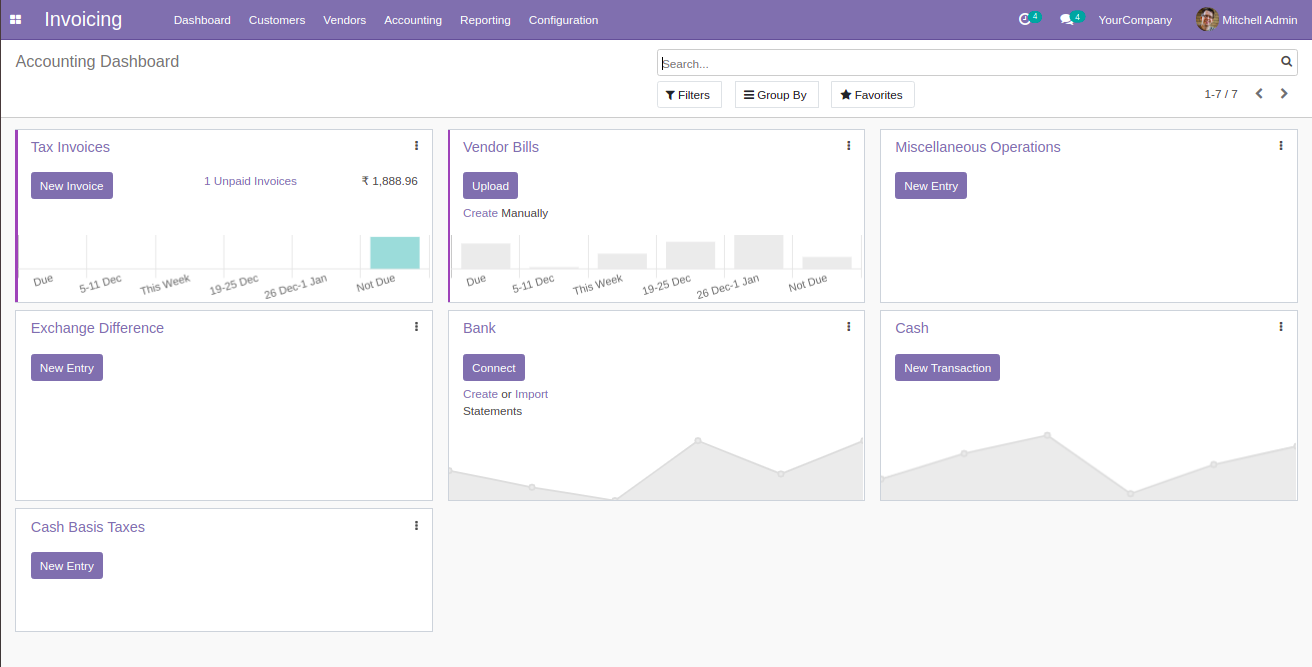 Invoicing Dashboard Customers Vendors Accounting Reporting Configuration 4 4 YourCompany Mitchell Admin
Accounting Dashboard
Search...
Filters Group By Favorites 1-7 / 7
Tax Invoices
New Invoice 1 Unpaid Invoices ₹ 1,888.96
Due 5-11 Dec This Week 19-25 Dec 26 Dec-1 Jan Not Due
Vendor Bills
Upload
Create Manually
Due 5-11 Dec This Week 19-25 Dec 26 Dec-1 Jan Not Due
Miscellaneous Operations
New Entry
Exchange Difference
New Entry
Bank
Connect
Create or Import
Statements
Cash
New Transaction
Cash Basis Taxes
New Entry